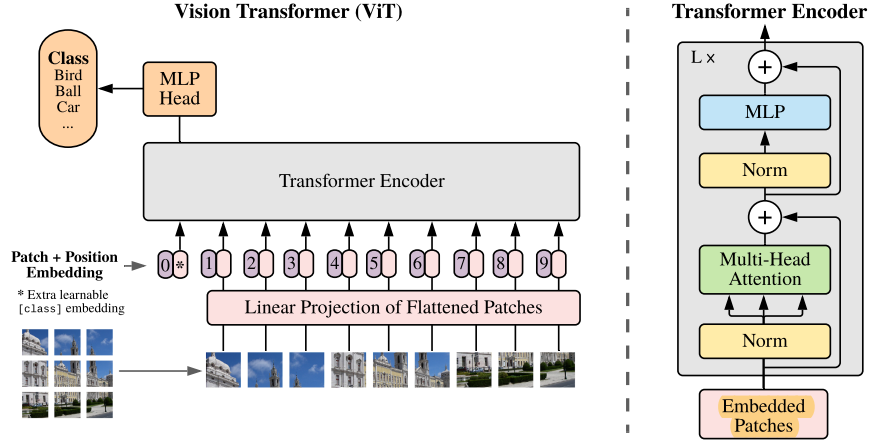 Vision Transformer (ViT)
Class
Bird
Ball
Car
...
MLP
Head
Transformer Encoder
Patch + Position
Embedding
0 * 1 2 3 4 5 6 7 8 9
* Extra learnable
[class] embedding
Linear Projection of Flattened Patches
Transformer Encoder
L ×
+
MLP
Norm
+
Multi-Head
Attention
Norm
Embedded
Patches